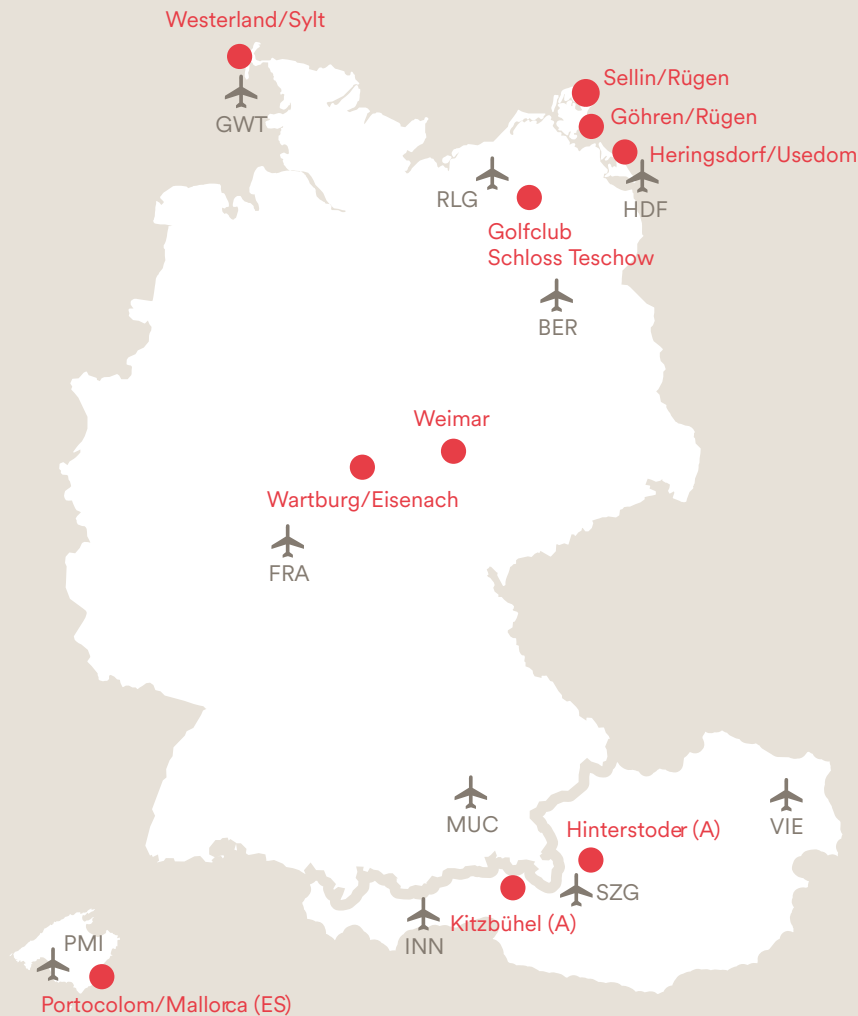 Westerland/Sylt
GWT
Sellin/Rügen
Göhren/Rügen
Heringsdorf/Usedom
RLG
HDF
Golfclub
Schloss Teschow
BER
Weimar
Wartburg/Eisenach
FRA
MUC
Hinterstoder (A)
VIE
SZG
Kitzbühel (A)
INN
PMI
Portocolom/Mallorca (ES)